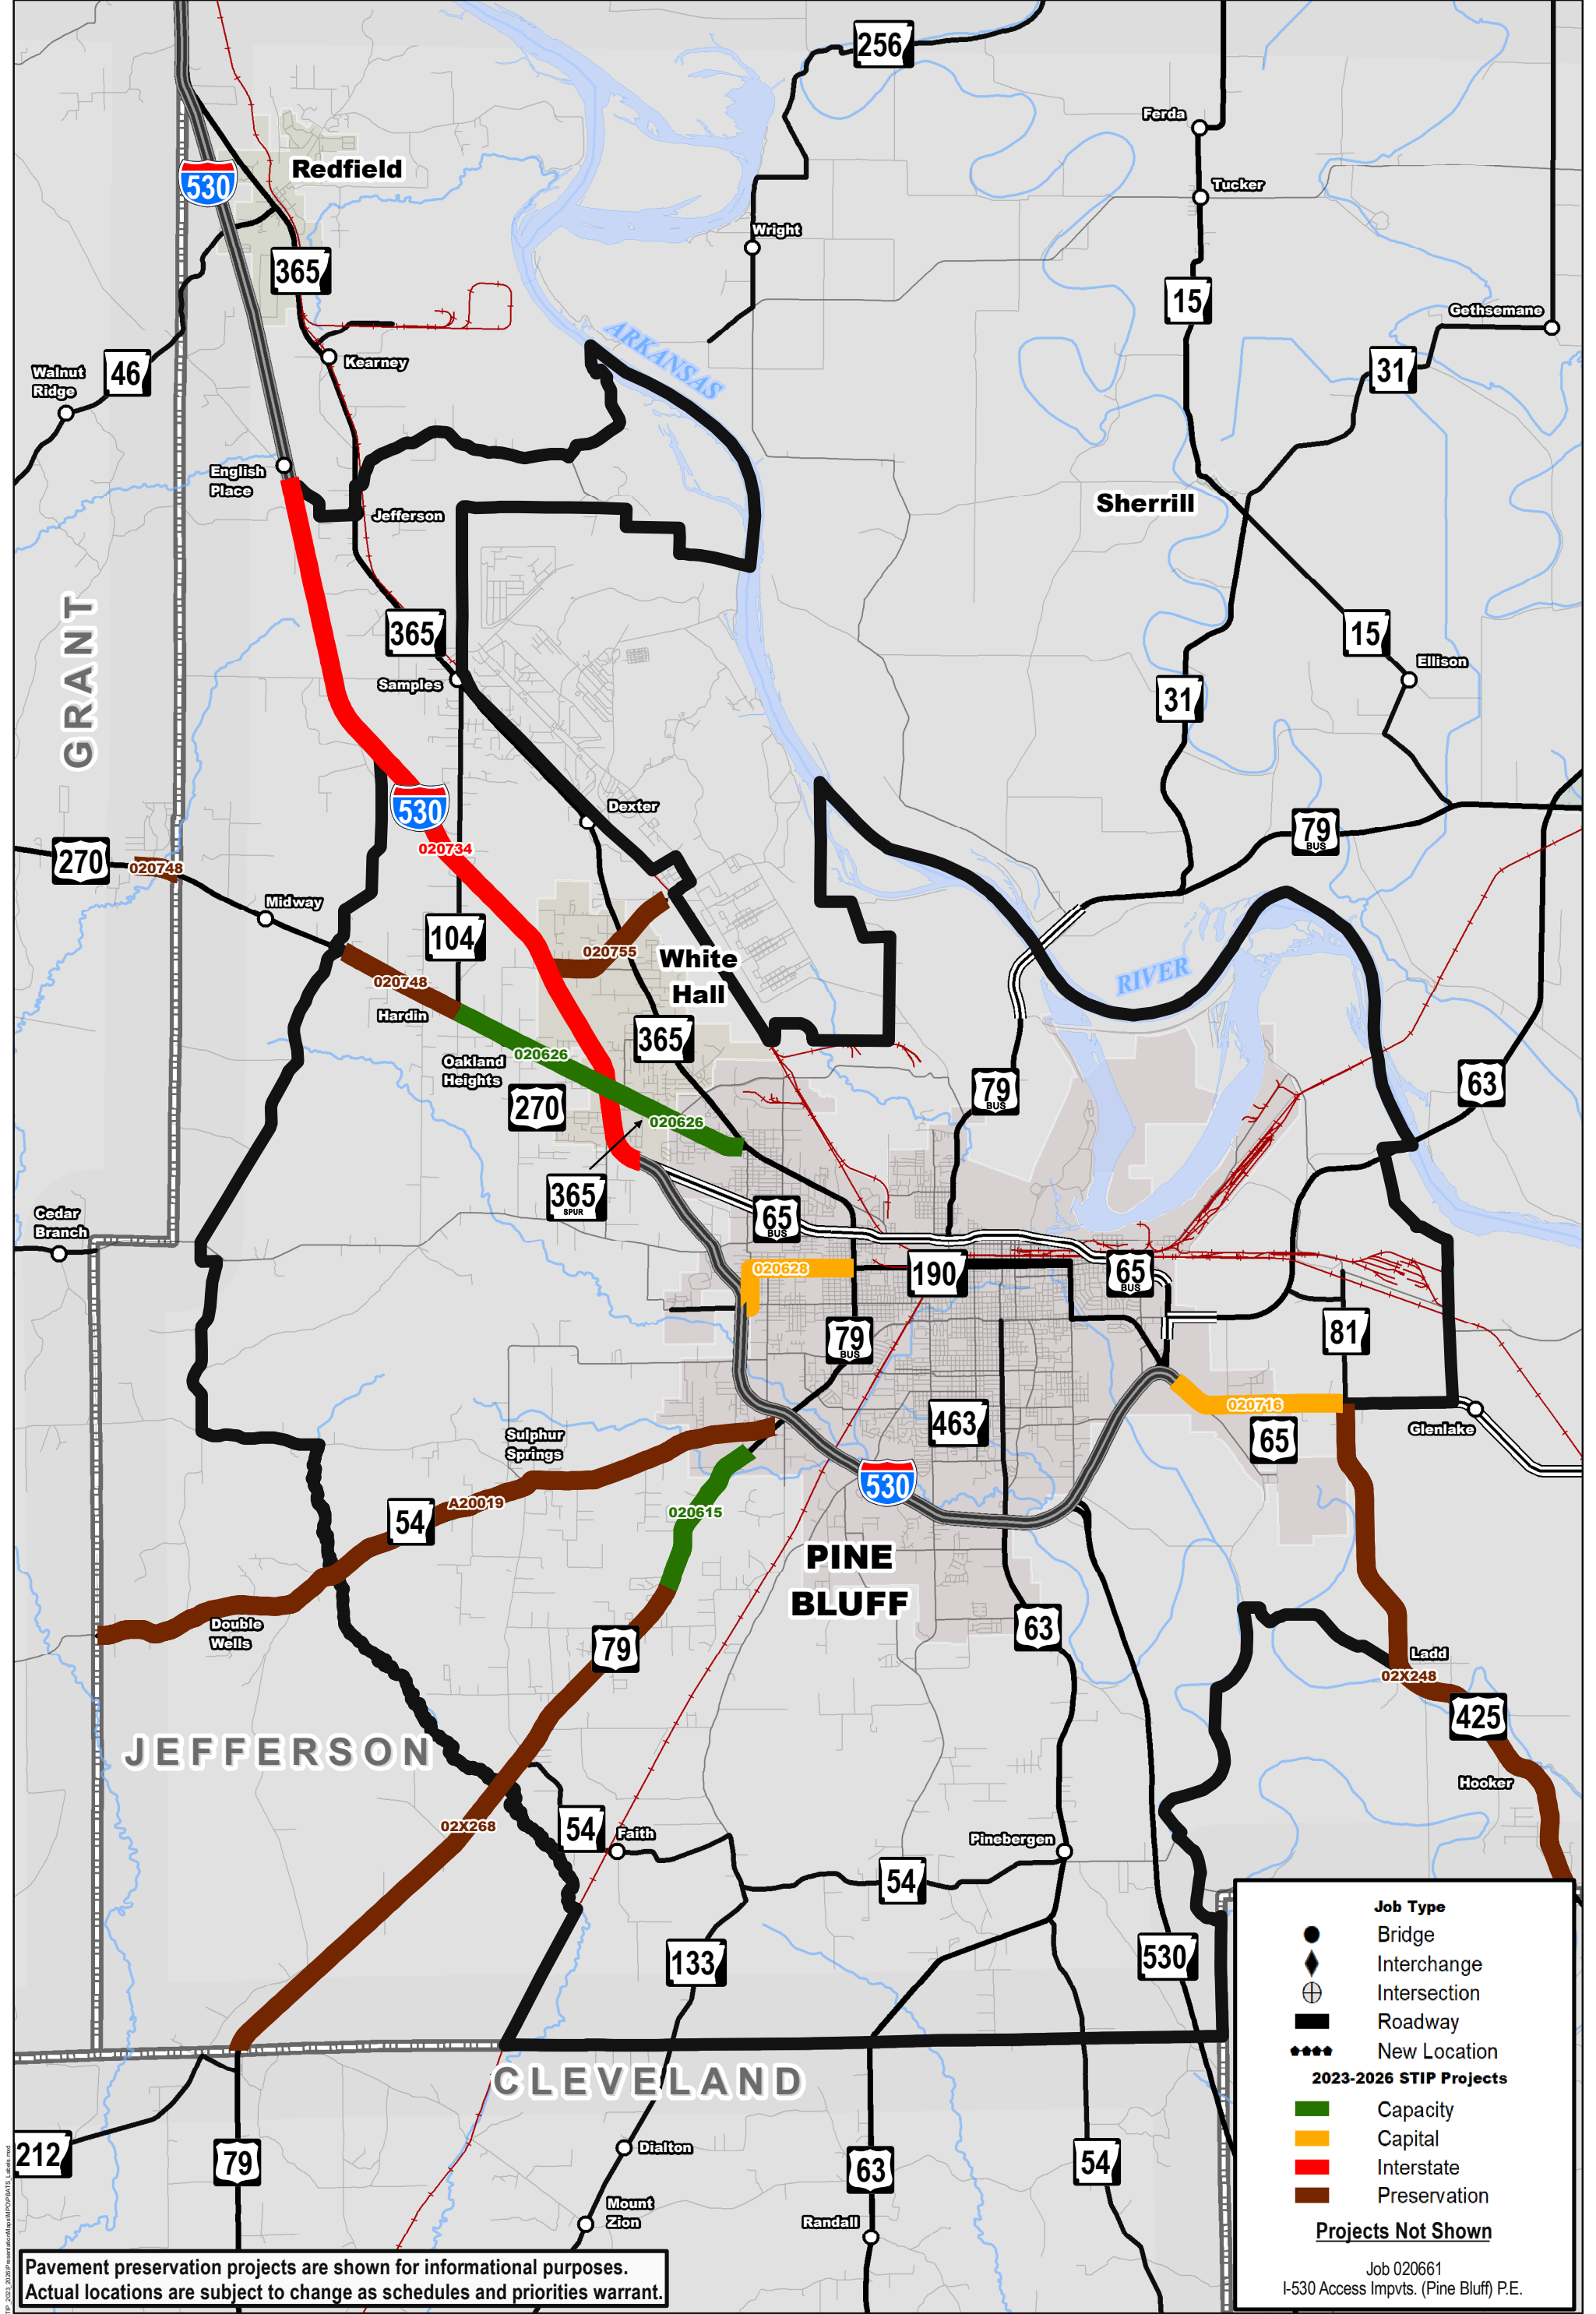 256
Ferda
Redfield
530
Tucker
Wright
365
15
Gethsemane
ARKANSAS
Kearney
46
Walnut
Ridge
31
English
Place
Sherrill
Jefferson
GRANT
365
15
Samples
Ellison
31
530
Dexter
79
BUS
020734
270
020748
Midway
104
020755
White
Hall
RIVER
020748
Hardin
365
020626
Oakland
Heights
79
BUS
63
270
020626
365
SPUR
65
BUS
Cedar
Branch
020628
190
65
BUS
79
BUS
81
020716
463
Glenlake
65
Sulphur
Springs
530
A20019
54
020615
PINE
BLUFF
Double
Wells
63
79
Ladd
02X248
425
JEFFERSON
Hooker
02X268
54
Faith
Pinebergen
54
133
530
CLEVELAND
212
79
Dialton
63
54
Mount
Zion
Randall
Job Type
Bridge
Interchange
Intersection
Roadway
New Location
2023-2026 STIP Projects
Capacity
Capital
Interstate
Preservation
Projects Not Shown
Job 020661
I-530 Access Impvts. (Pine Bluff) P.E.
Pavement preservation projects are shown for informational purposes.
Actual locations are subject to change as schedules and priorities warrant.